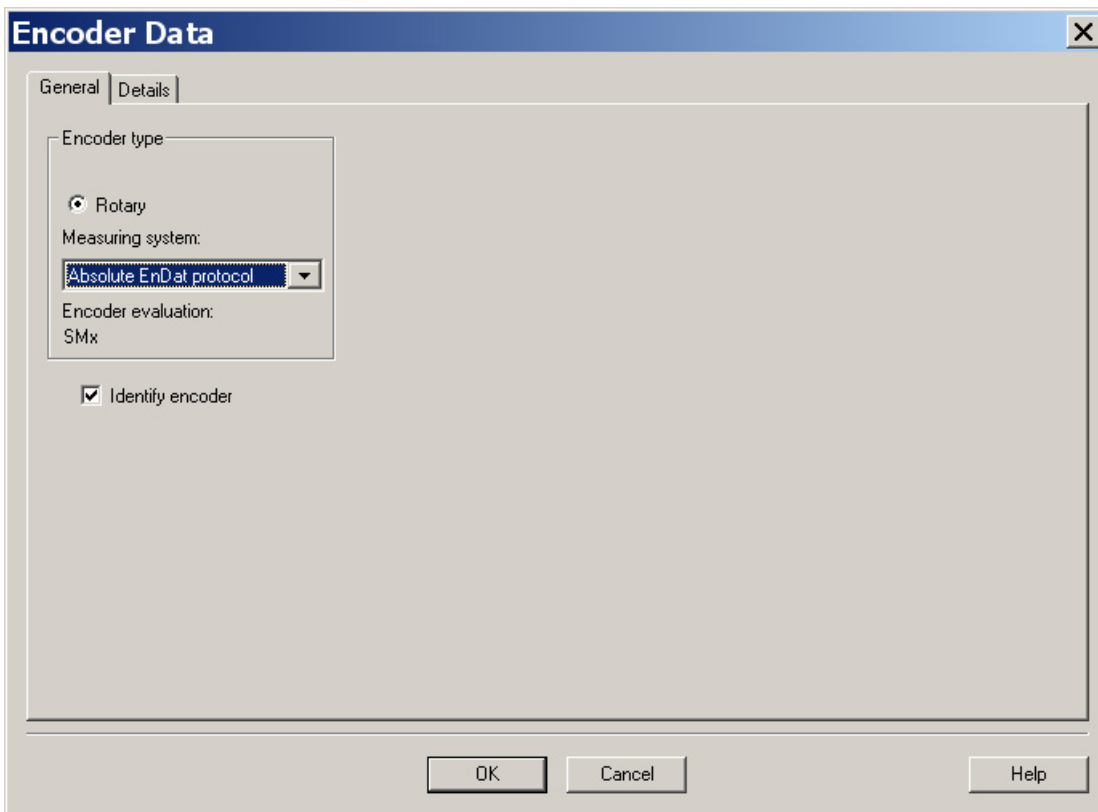 Encoder Data
General Details
Encoder type
Rotary
Measuring system:
Absolute EnDat protocol
Encoder evaluation:
SMx
Identify encoder
OK Cancel Help